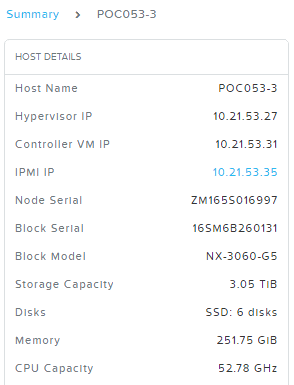 Summary > POC053-3
HOST DETAILS
Host Name POC053-3
Hypervisor IP 10.21.53.27
Controller VM IP 10.21.53.31
IPMI IP 10.21.53.35
Node Serial ZM165S016997
Block Serial 16SM6B260131
Block Model NX-3060-G5
Storage Capacity 3.05 TiB
Disks SSD: 6 disks
Memory 251.75 GiB
CPU Capacity 52.78 GHz